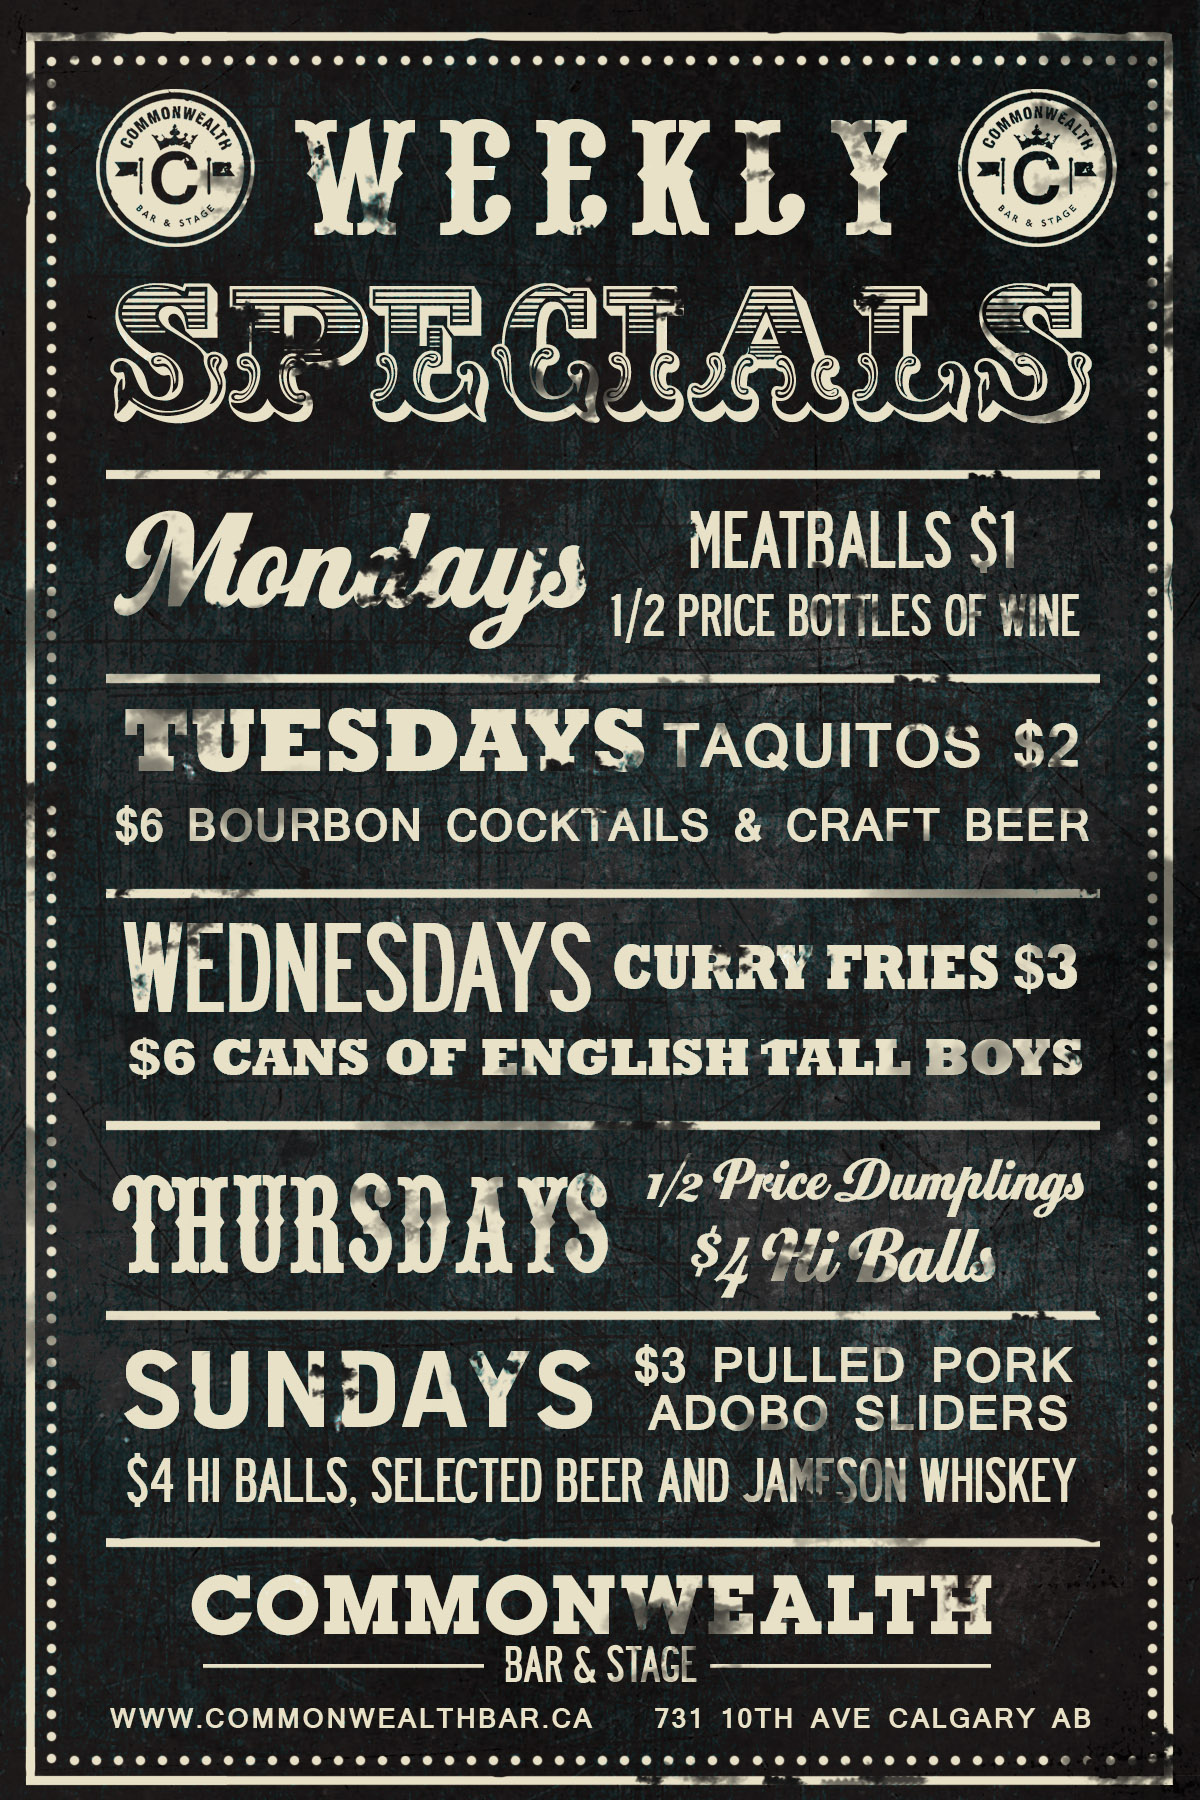 COMMONWEALTH
C
BAR & STAGE
WEEKLY
COMMONWEALTH
C
BAR & STAGE
SPECIALS
Mondays
MEATBALLS $1
1/2 PRICE BOTTLES OF WINE
TUESDAYS TAQUITOS $2
$6 BOURBON COCKTAILS & CRAFT BEER
WEDNESDAYS CURRY FRIES $3
$6 CANS OF ENGLISH TALL BOYS
THURSDAYS
1/2 Price Dumplings
$4 Hi Balls
SUNDAYS
$3 PULLED PORK
ADOBO SLIDERS
$4 HI BALLS, SELECTED BEER AND JAMESON WHISKEY
COMMONWEALTH
BAR & STAGE
WWW.COMMONWEALTHBAR.CA 731 10TH AVE CALGARY AB